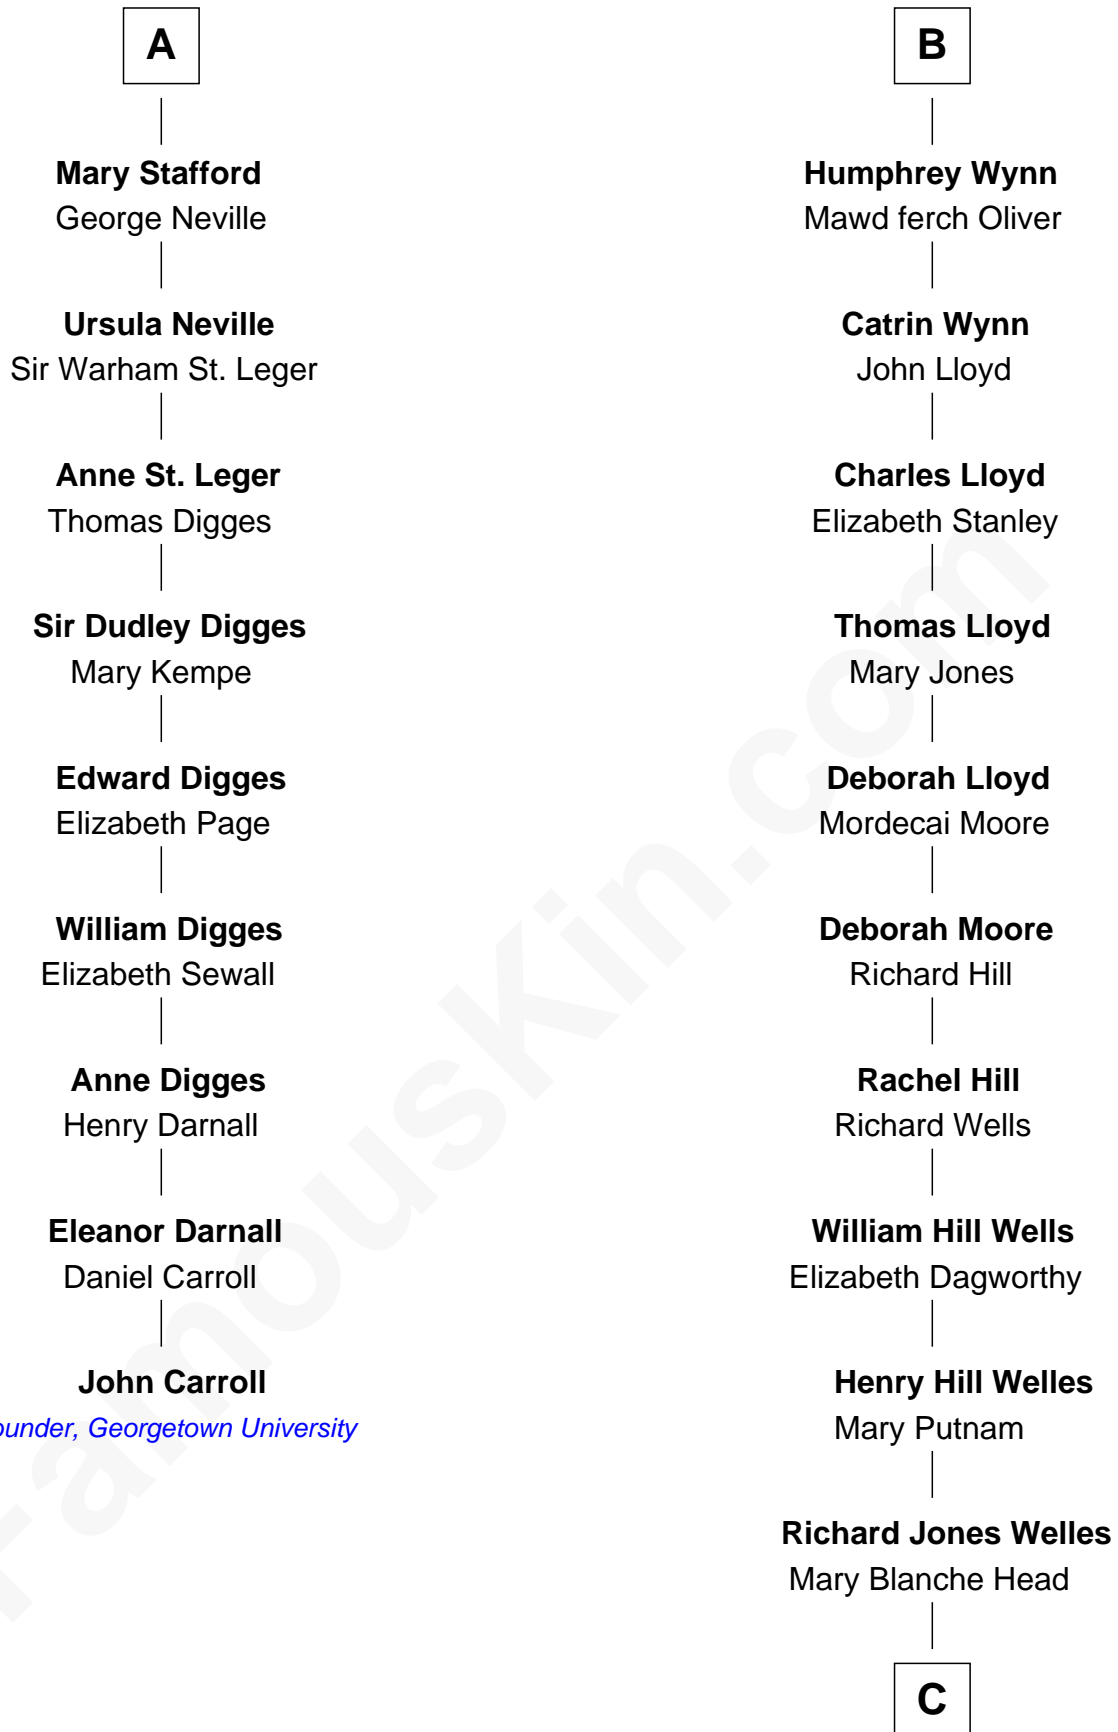 A
Mary Stafford
George Neville
Ursula Neville
Sir Warham St. Leger
Anne St. Leger
Thomas Digges
Sir Dudley Digges
Mary Kempe
Edward Digges
Elizabeth Page
William Digges
Elizabeth Sewall
Anne Digges
Henry Darnall
Eleanor Darnall
Daniel Carroll
John Carroll
Georgetown University
B
Humphrey Wynn
Mawd ferch Oliver
Catrin Wynn
John Lloyd
Charles Lloyd
Elizabeth Stanley
Thomas Lloyd
Mary Jones
Deborah Lloyd
Mordecai Moore
Deborah Moore
Richard Hill
Rachel Hill
Richard Wells
William Hill Wells
Elizabeth Dagworthy
Henry Hill Welles
Mary Putnam
Richard Jones Welles
Mary Blanche Head
C
FamousKin.com